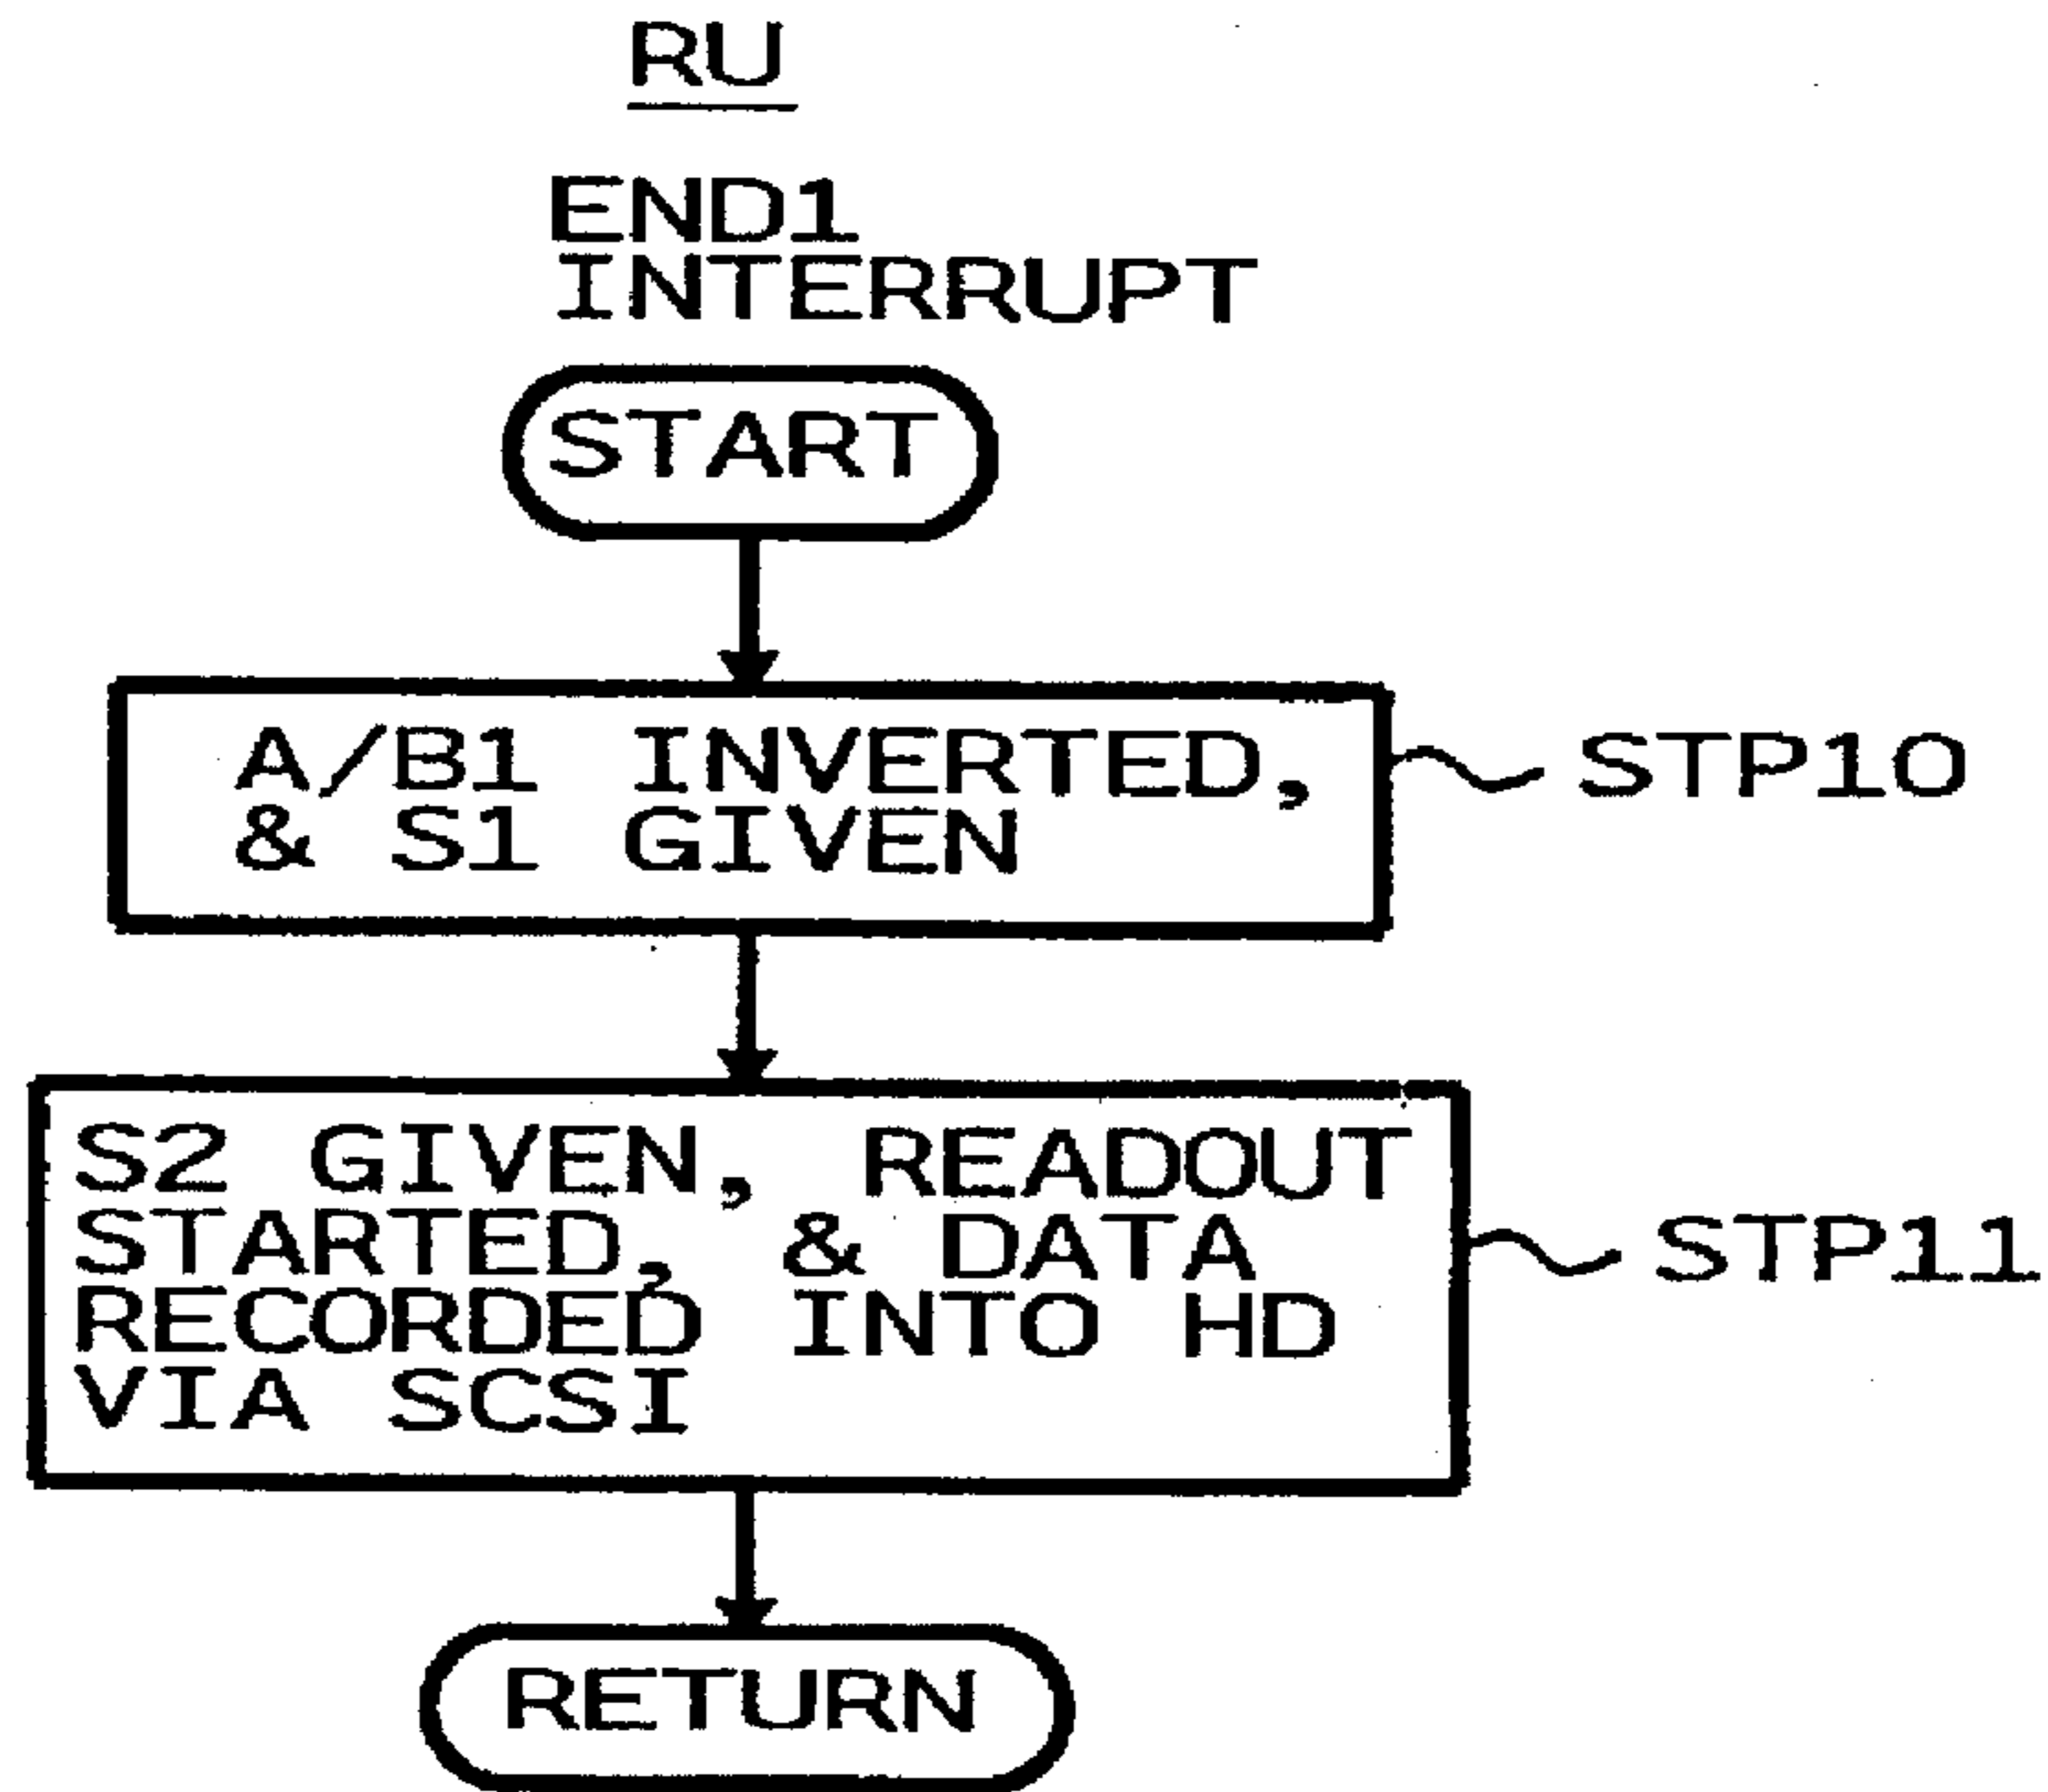 RU
END1
INTERRUPT
START
A/B1 INVERTED,
& S1 GIVEN
STP10
S2 GIVEN, READOUT
STARTED, & DATA
RECORDED INTO HD
VIA SCSI
STP11
RETURN